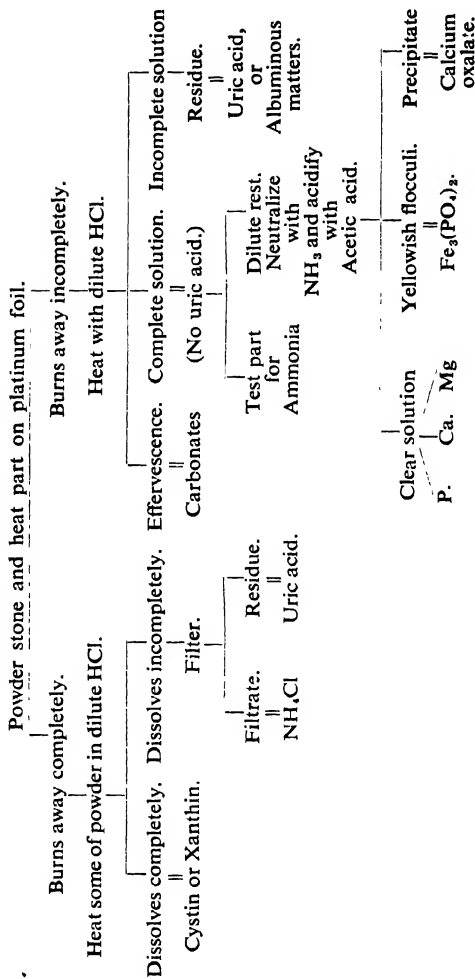 Powder stone and heat part on platinum foil.
Burns away completely.
Heat some of powder in dilute HCl.
Dissolves completely.
||
Cystin or Xanthin.
Dissolves incompletely.
Filter.
Filtrate.
||
NH₄Cl
Residue.
||
Uric acid.
Burns away incompletely.
Heat with dilute HCl.
Effervescence.
||
Carbonates
Complete solution.
||
(No uric acid.)
Test part
for
Ammonia
Dilute rest.
Neutralize
with
NH₃ and acidify
with
Acetic acid.
Clear solution
P. Ca. Mg
Yellowish flocculi.
||
Fe₃(PO₄)₂.
Precipitate
||
Calcium
oxalate.
Incomplete solution
Residue.
||
Uric acid,
or
Albuminous
matters.